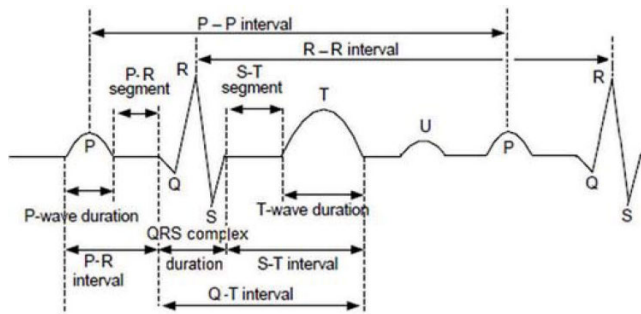 P – P interval
R – R interval
P-R segment
R
S-T segment
T
R
P
U
P
Q
Q
S
S
P-wave duration
QRS complex duration
T-wave duration
P-R interval
S-T interval
Q -T interval